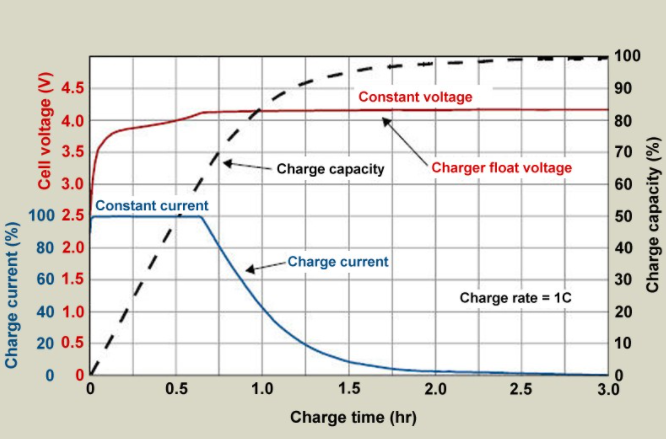 Cell voltage (V)
4.5
4.0
3.5
3.0
2.5
2.0
1.5
1.0
0.5
0
Charge current (%)
100
80
60
40
20
0
Constant voltage
Charge capacity
Charger float voltage
Constant current
Charge current
Charge rate = 1C
100
90
80
70
60
50
40
30
20
10
0
Charge capacity (%)
0 0.5 1.0 1.5 2.0 2.5 3.0
Charge time (hr)